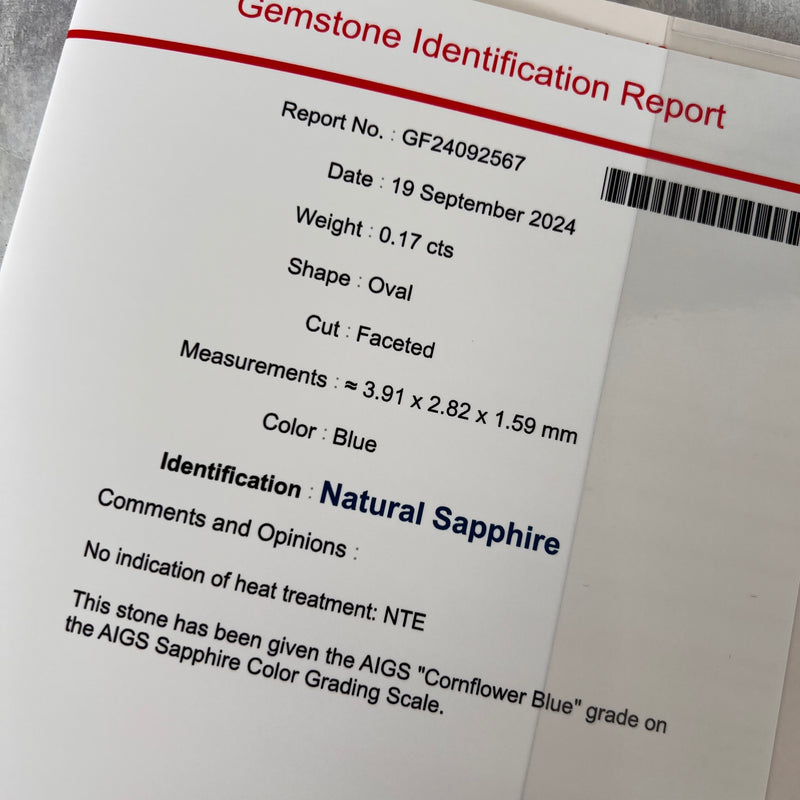 Gemstone Identification Report
Report No. : GF24092567
Date : 19 September 2024
Weight : 0.17 cts
Shape : Oval
Cut : Faceted
Measurements : ≈ 3.91 x 2.82 x 1.59 mm
Color : Blue
Identification : Natural Sapphire
Comments and Opinions :
No indication of heat treatment: NTE
This stone has been given the AIGS "Cornflower Blue" grade on
the AIGS Sapphire Color Grading Scale.